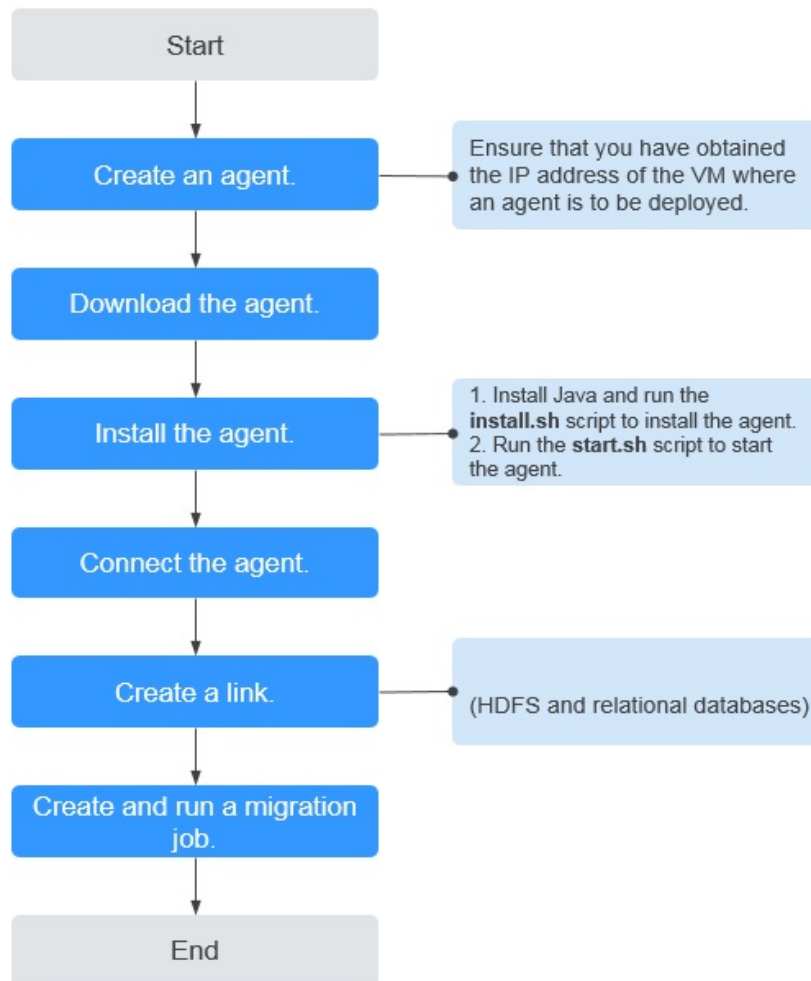 Start
Create an agent.
Ensure that you have obtained
the IP address of the VM where
an agent is to be deployed.
Download the agent.
Install the agent.
1. Install Java and run the
install.sh script to install the agent.
2. Run the start.sh script to start
the agent.
Connect the agent.
Create a link.
(HDFS and relational databases)
Create and run a migration
job.
End